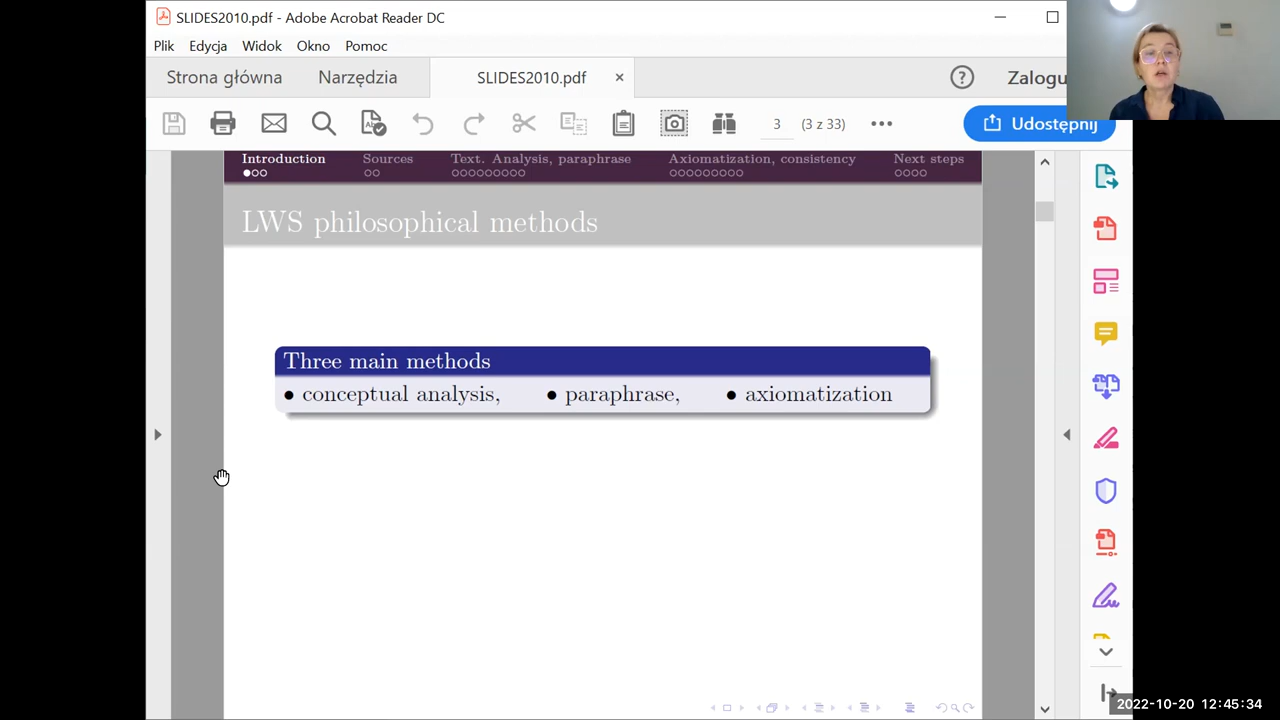 SLIDES2010.pdf - Adobe Acrobat Reader DC
Plik Edycja Widok Okno Pomoc
Strona główna Narzędzia SLIDES2010.pdf × ? Zalogu
3 (3 z 33) Udostępnij
Introduction Sources Text. Analysis, paraphrase Axiomatization, consistency Next steps
LWS philosophical methods
Three main methods
• conceptual analysis, • paraphrase, • axiomatization
2022-10-20 12:45:34